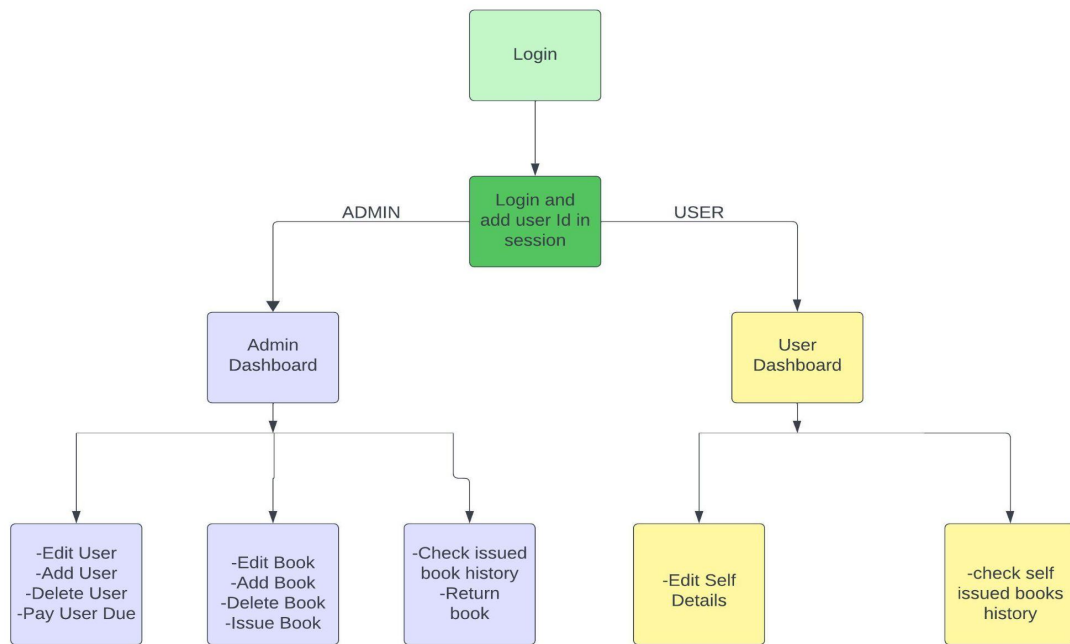 Login
Login and
add user Id in
session
ADMIN
USER
Admin
Dashboard
User
Dashboard
-Edit User
-Add User
-Delete User
-Pay User Due
-Edit Book
-Add Book
-Delete Book
-Issue Book
-Check issued
book history
-Return
book
-Edit Self
Details
-check self
issued books
history